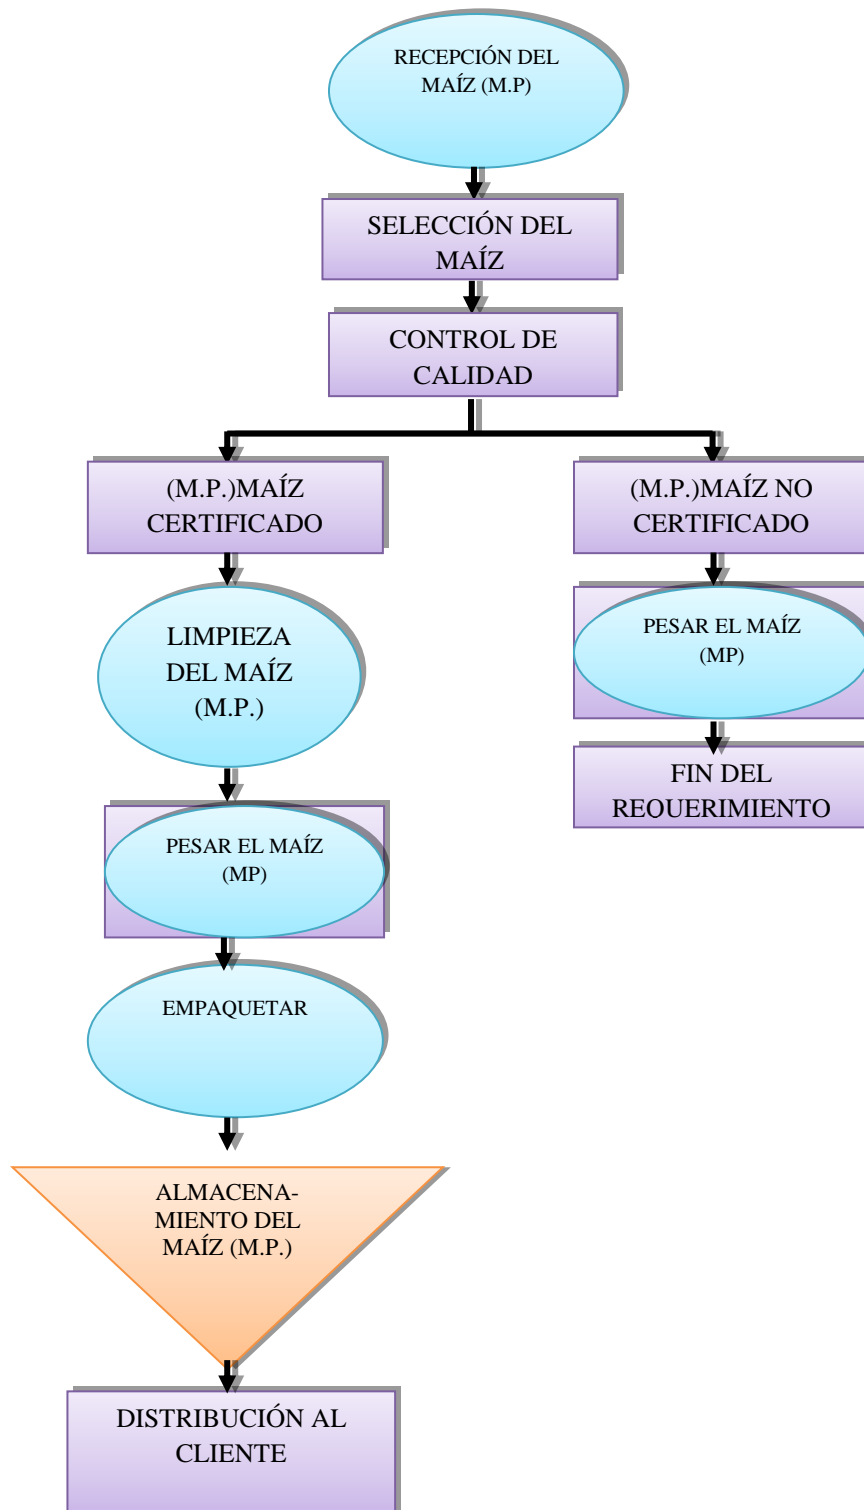 RECEPCIÓN DEL
MAÍZ (M.P)
SELECCIÓN DEL
MAÍZ
CONTROL DE
CALIDAD
(M.P.)MAÍZ
CERTIFICADO
(M.P.)MAÍZ NO
CERTIFICADO
LIMPIEZA
DEL MAÍZ
(M.P.)
PESAR EL MAÍZ
(MP)
FIN DEL
REQUERIMIENTO
PESAR EL MAÍZ
(MP)
EMPAQUETAR
ALMACENA-
MIENTO DEL
MAÍZ (M.P.)
DISTRIBUCIÓN AL
CLIENTE